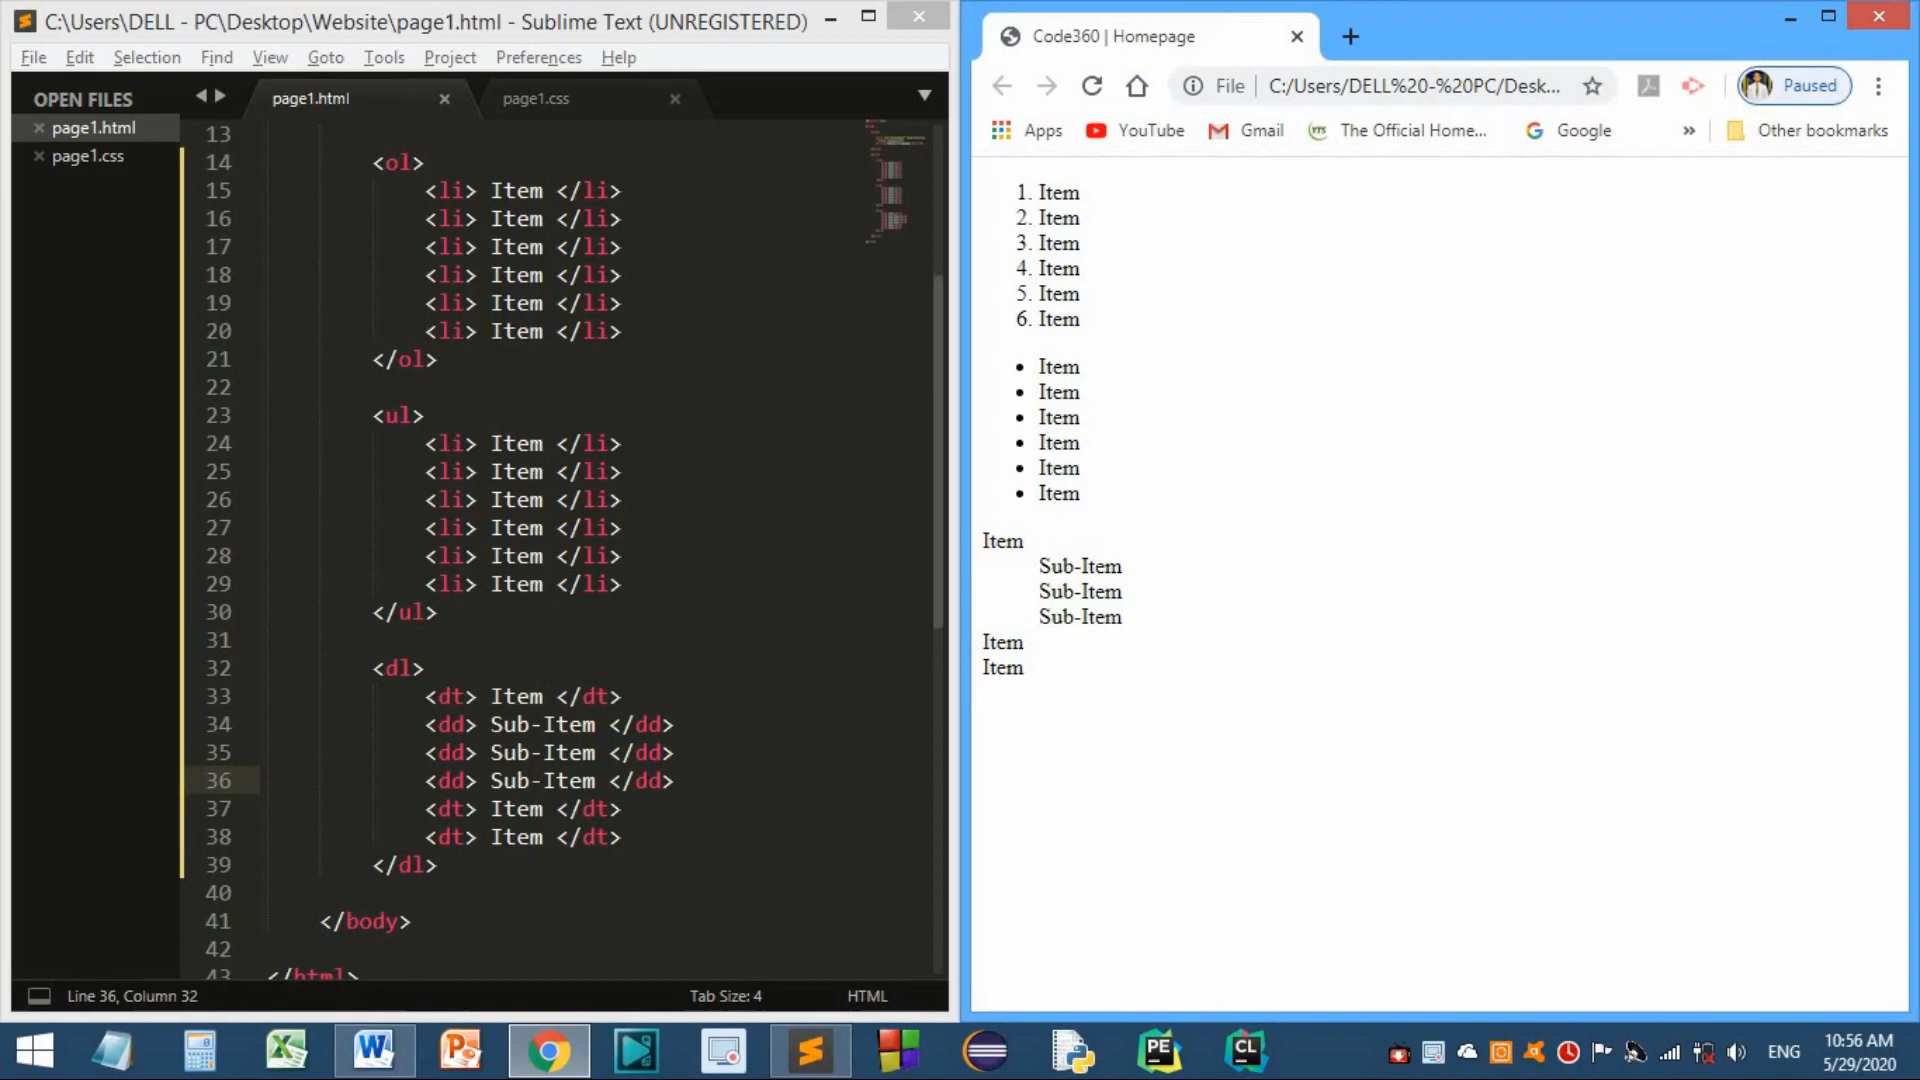 C:\Users\DELL - PC\Desktop\Website\page1.html - Sublime Text (UNREGISTERED)
File Edit Selection Find View Goto Tools Project Preferences Help
OPEN FILES
page1.html
page1.css
page1.html
page1.css
13
14 <ol>
15 <li> Item </li>
16 <li> Item </li>
17 <li> Item </li>
18 <li> Item </li>
19 <li> Item </li>
20 <li> Item </li>
21 </ol>
22
23 <ul>
24 <li> Item </li>
25 <li> Item </li>
26 <li> Item </li>
27 <li> Item </li>
28 <li> Item </li>
29 <li> Item </li>
30 </ul>
31
32 <dl>
33 <dt> Item </dt>
34 <dd> Sub-Item </dd>
35 <dd> Sub-Item </dd>
36 <dd> Sub-Item </dd>
37 <dt> Item </dt>
38 <dt> Item </dt>
39 </dl>
40
41 </body>
42
43 </html>
Line 36, Column 32 Tab Size: 4 HTML
Code360 | Homepage
File C:/Users/DELL%20-%20PC/Desk... Paused
Apps YouTube Gmail YTS The Official Home... Google » Other bookmarks
1. Item
2. Item
3. Item
4. Item
5. Item
6. Item
• Item
• Item
• Item
• Item
• Item
• Item
Item
Sub-Item
Sub-Item
Sub-Item
Item
Item
PE CL ENG 10:56 AM
5/29/2020